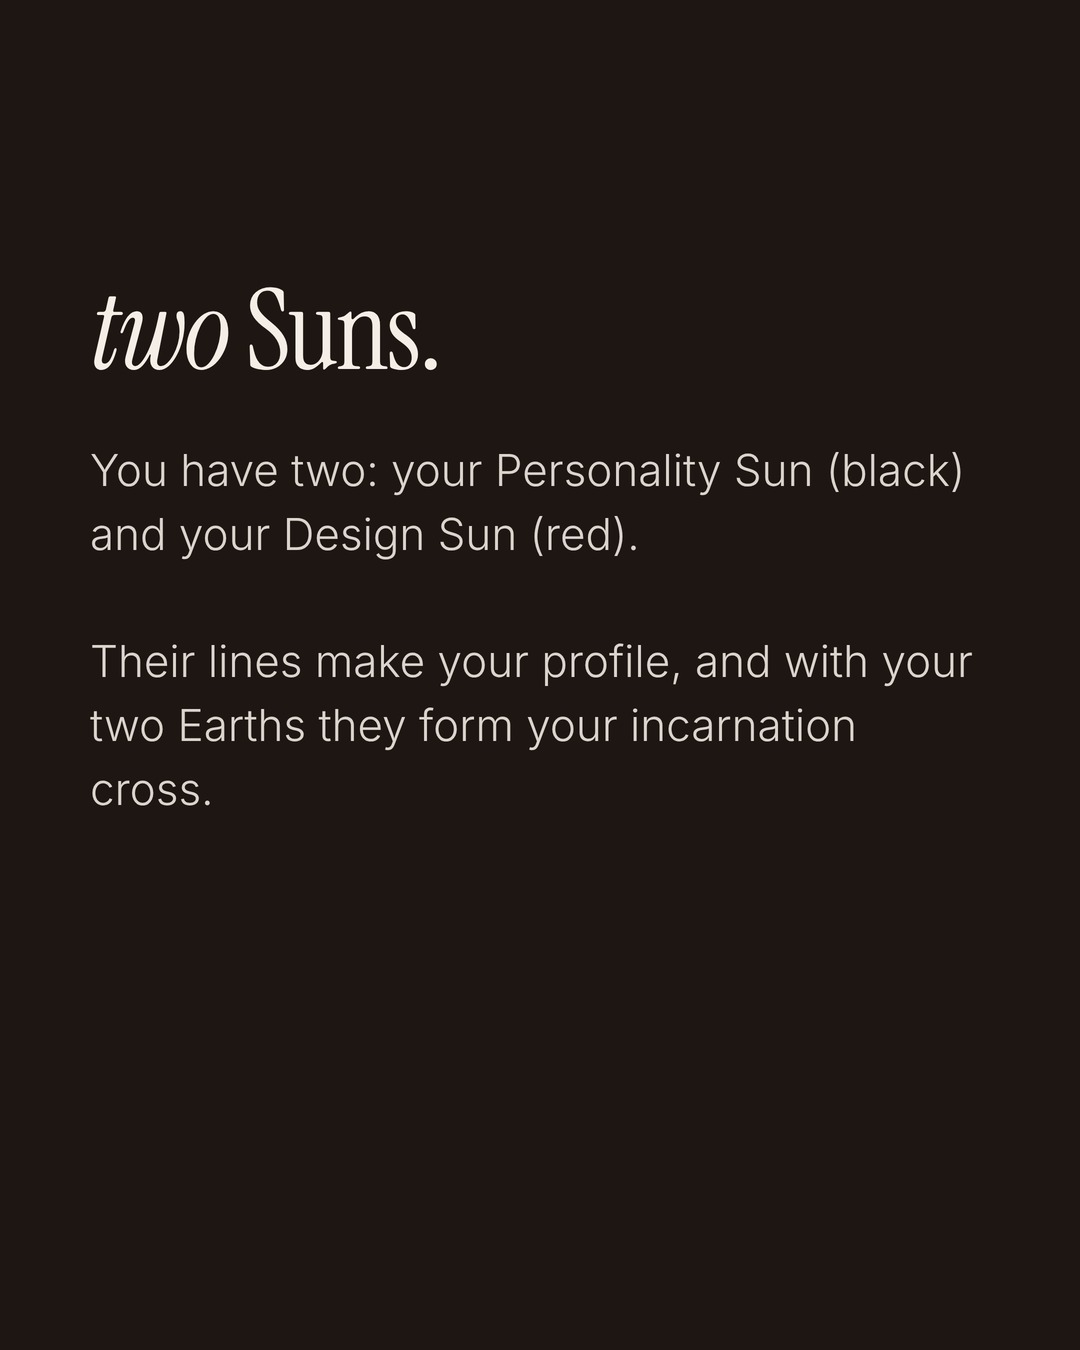 two Suns.
You have two: your Personality Sun (black)
and your Design Sun (red).
Their lines make your profile, and with your
two Earths they form your incarnation
cross.